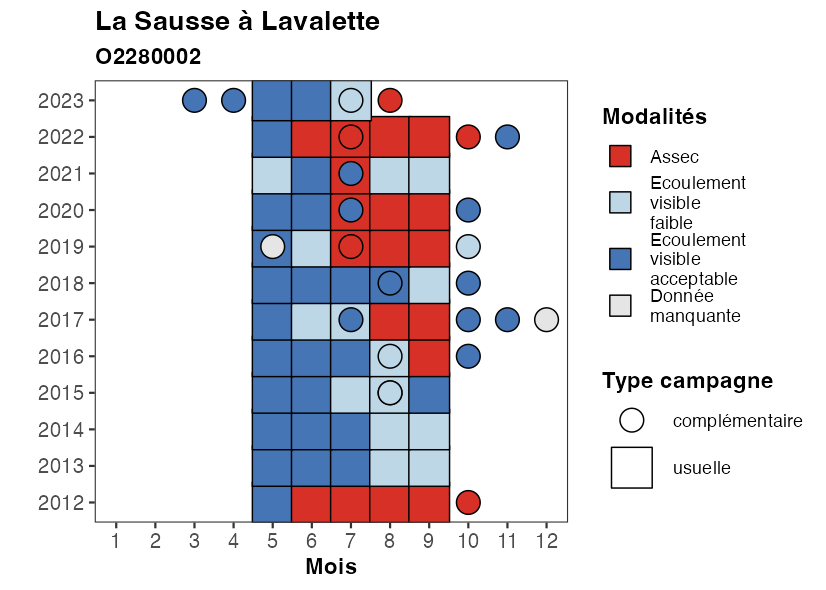 La Sausse à Lavalette
O2280002
2023
2022
2021
2020
2019
2018
2017
2016
2015
2014
2013
2012
1 2 3 4 5 6 7 8 9 10 11 12
Mois
Modalités
Assec
Ecoulement
visible
faible
Ecoulement
visible
acceptable
Donnée
manquante
Type campagne
complémentaire
usuelle